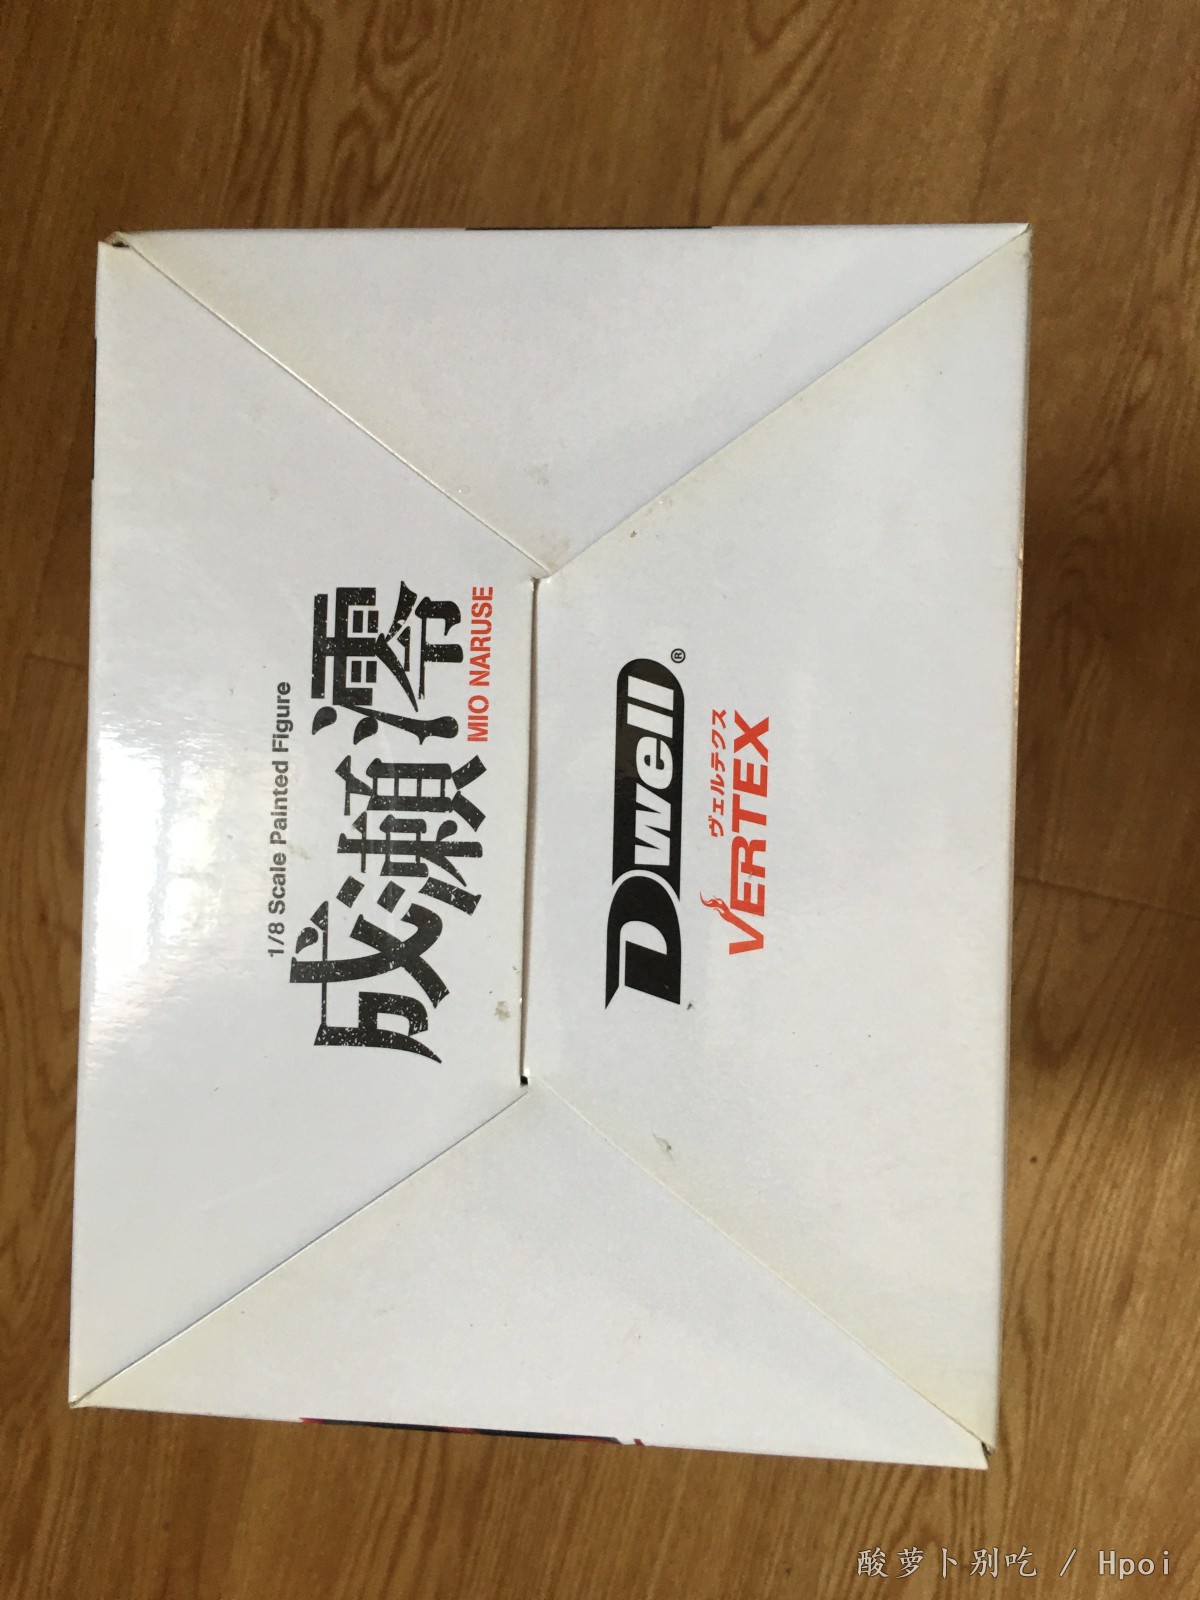 1/8 Scale Painted Figure
成瀬澪
MIO NARUSE
Dwell®
ヴェルテクス
VERTEX
酸萝卜别吃 / Hpoi